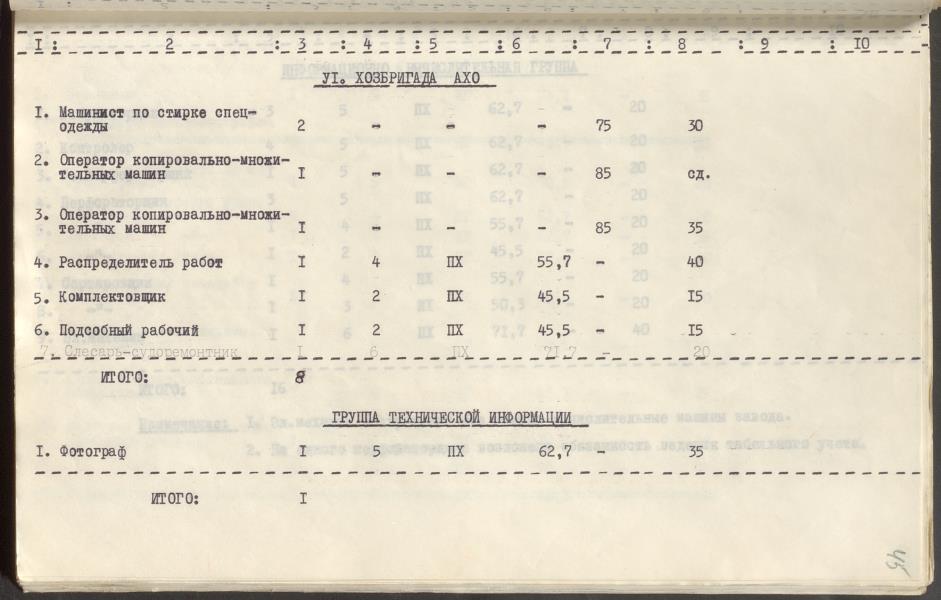 I : 2 : 3 : 4 : 5 : 6 : 7 : 8 : 9 : I0
УI. ХОЗБРИГАДА АХО
I. Машинист по стирке спец-
одежды 2 - - - 75 30
2. Оператор копировально-множи-
тельных машин I - - - 85 сд.
3. Оператор копировально-множи-
тельных машин I - - - 85 35
4. Распределитель работ I 4 ПХ 55,7 - 40
5. Комплектовщик I 2 ПХ 45,5 - I5
6. Подсобный рабочий I 2 ПХ 45,5 - I5
7. Слесарь-судоремонтник I 6 ПХ 7I,7 - 20
ИТОГО: 8
ГРУППА ТЕХНИЧЕСКОЙ ИНФОРМАЦИИ
I. Фотограф I 5 ПХ 62,7 - 35
ИТОГО: I
45